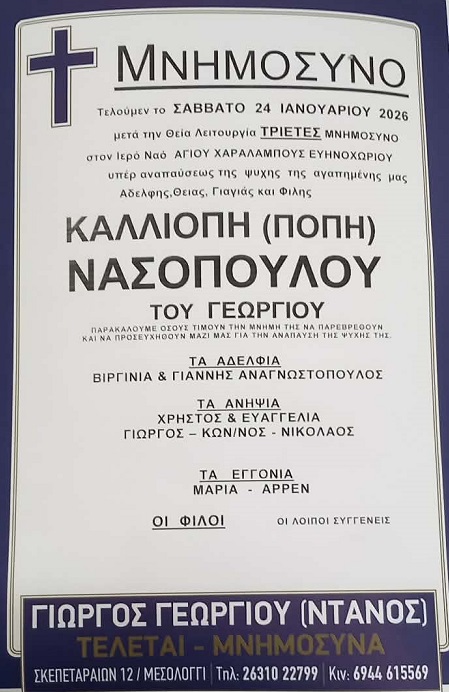 ΜΝΗΜΟΣΥΝΟ
Τελούμεν το ΣΑΒΒΑΤΟ 24 ΙΑΝΟΥΑΡΙΟΥ 2026
μετά την Θεία Λειτουργία ΤΡΙΕΤΕΣ ΜΝΗΜΟΣΥΝΟ
στον Ιερό Ναό ΑΓΙΟΥ ΧΑΡΑΛΑΜΠΟΥΣ ΕΥΗΝΟΧΩΡΙΟΥ
υπέρ αναπαύσεως της ψυχης της αγαπημένης μας
Αδελφης,Θειας, Γιαγιάς και Φιλης
ΚΑΛΛΙΟΠΗ (ΠΟΠΗ)
ΝΑΣΟΠΟΥΛΟΥ
ΤΟΥ ΓΕΩΡΓΙΟΥ
ΠΑΡΑΚΑΛΟΥΜΕ ΟΣΟΥΣ ΤΙΜΟΥΝ ΤΗΝ ΜΝΗΜΗ ΤΗΣ ΝΑ ΠΑΡΕΒΡΕΘΟΥΝ
ΚΑΙ ΝΑ ΠΡΟΣΕΥΧΗΘΟΥΝ ΜΑΖΙ ΜΑΣ ΓΙΑ ΤΗΝ ΑΝΑΠΑΥΣΗ ΤΗΣ ΨΥΧΗΣ ΤΗΣ.
ΤΑ ΑΔΕΛΦΙΑ
ΒΙΡΓΙΝΙΑ & ΓΙΑΝΝΗΣ ΑΝΑΓΝΩΣΤΟΠΟΥΛΟΣ
ΤΑ ΑΝΗΨΙΑ
ΧΡΗΣΤΟΣ & ΕΥΑΓΓΕΛΙΑ
ΓΙΩΡΓΟΣ – ΚΩΝ/ΝΟΣ - ΝΙΚΟΛΑΟΣ
ΤΑ ΕΓΓΟΝΙΑ
ΜΑΡΙΑ - ΑΡΡΕΝ
ΟΙ ΦΙΛΟΙ ΟΙ ΛΟΙΠΟΙ ΣΥΓΓΕΝΕΙΣ
ΓΙΩΡΓΟΣ ΓΕΩΡΓΙΟΥ (ΝΤΑΝΟΣ)
ΤΕΛΕΤΑΙ - ΜΝΗΜΟΣΥΝΑ
ΣΚΕΠΕΤΑΡΑΙΩΝ 12 / ΜΕΣΟΛΟΓΓΙ | Τηλ: 26310 22799 | Κιν: 6944 615569